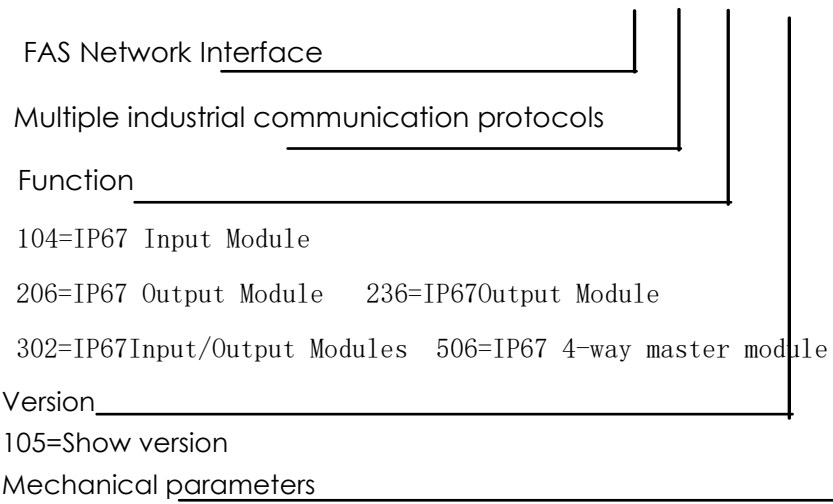 FAS Network Interface
Multiple industrial communication protocols
Function
104=IP67 Input Module
206=IP67 Output Module 236=IP67Output Module
302=IP67Input/Output Modules 506=IP67 4-way master module
Version
105=Show version
Mechanical parameters